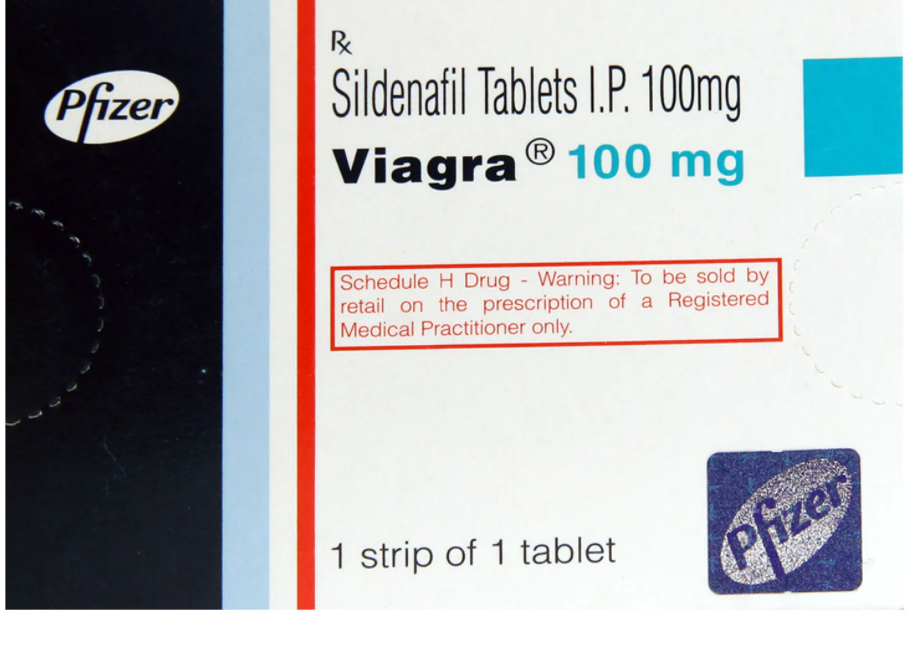 Pfizer
Rx
Sildenafil Tablets I.P. 100mg
Viagra® 100 mg
Schedule H Drug - Warning: To be sold by
retail on the prescription of a Registered
Medical Practitioner only.
1 strip of 1 tablet
Pfizer